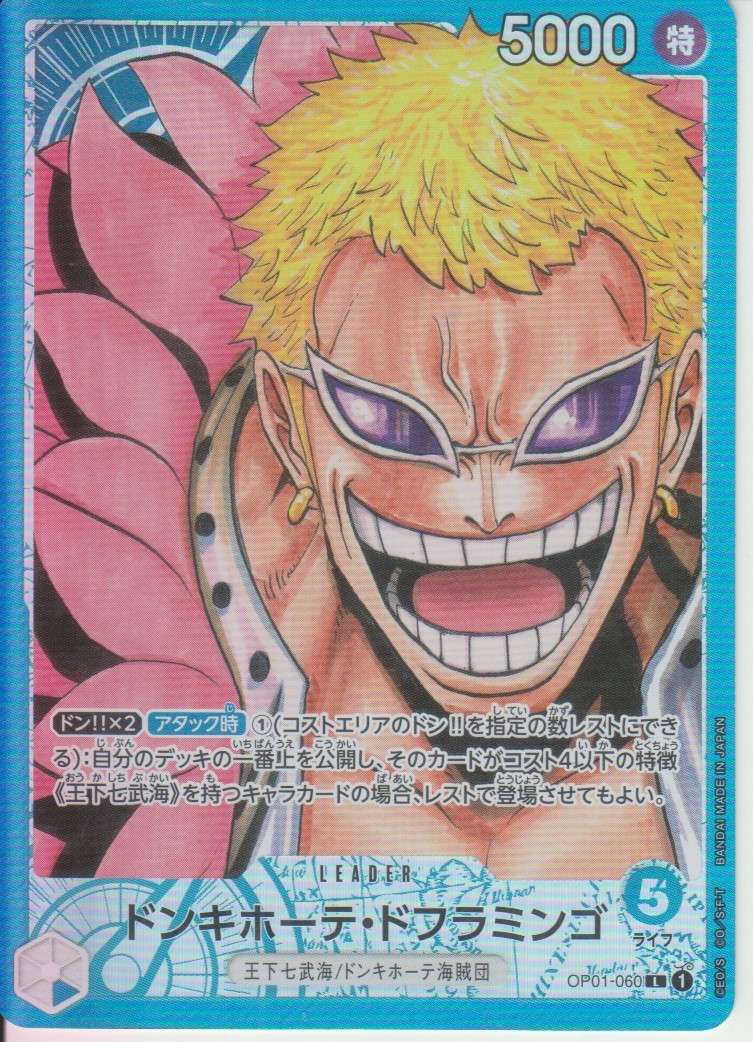 5000 特
ドン!!×2 アタック時 ①(コストエリアのドン!!を指定の数レストにでき
る):自分のデッキの一番上を公開し、そのカードがコスト4以下の特徴
《王下七武海》を持つキャラカードの場合、レストで登場させてもよい。
LEADER
ドンキホーテ・ドフラミンゴ
5
ライフ
王下七武海/ドンキホーテ海賊団
OP01-060 L 1
©O/S・F・T BANDAI MADE IN JAPAN